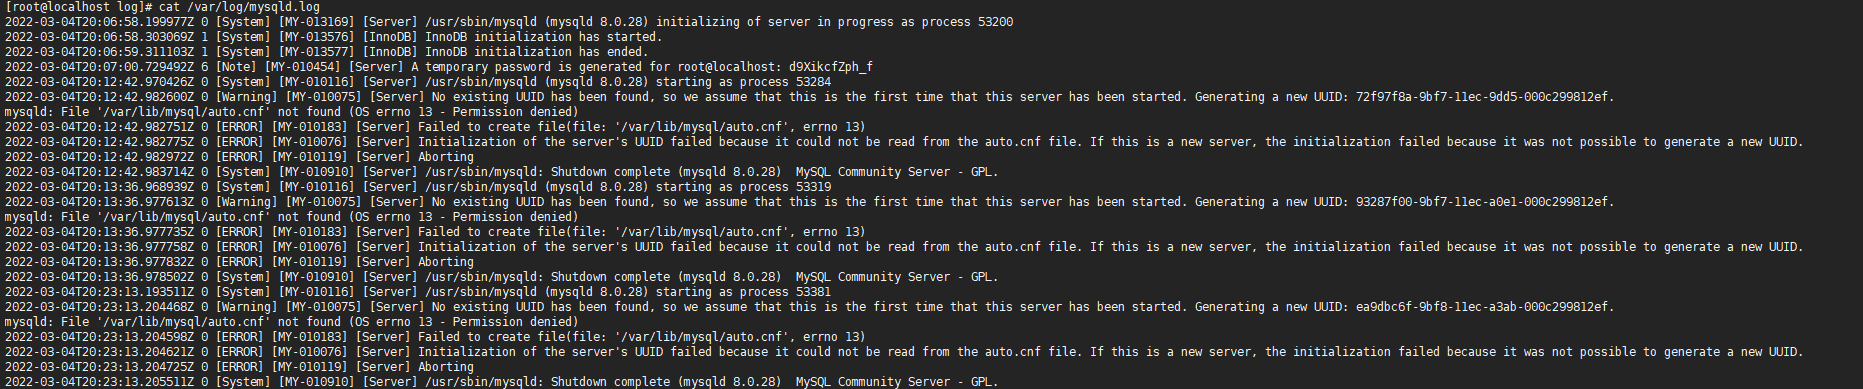 [root@localhost log]# cat /var/log/mysqld.log
2022-03-04T20:06:58.199977Z 0 [System] [MY-013169] [Server] /usr/sbin/mysqld (mysqld 8.0.28) initializing of server in progress as process 53200
2022-03-04T20:06:58.303069Z 1 [System] [MY-013576] [InnoDB] InnoDB initialization has started.
2022-03-04T20:06:59.311103Z 1 [System] [MY-013577] [InnoDB] InnoDB initialization has ended.
2022-03-04T20:07:00.729492Z 6 [Note] [MY-010454] [Server] A temporary password is generated for root@localhost: d9XikcfZph_f
2022-03-04T20:12:42.970426Z 0 [System] [MY-010116] [Server] /usr/sbin/mysqld (mysqld 8.0.28) starting as process 53284
2022-03-04T20:12:42.982600Z 0 [Warning] [MY-010075] [Server] No existing UUID has been found, so we assume that this is the first time that this server has been started. Generating a new UUID: 72f97f8a-9bf7-11ec-9dd5-000c299812ef.
mysqld: File '/var/lib/mysql/auto.cnf' not found (OS errno 13 - Permission denied)
2022-03-04T20:12:42.982751Z 0 [ERROR] [MY-010183] [Server] Failed to create file(file: '/var/lib/mysql/auto.cnf', errno 13)
2022-03-04T20:12:42.982775Z 0 [ERROR] [MY-010076] [Server] Initialization of the server's UUID failed because it could not be read from the auto.cnf file. If this is a new server, the initialization failed because it was not possible to generate a new UUID.
2022-03-04T20:12:42.982972Z 0 [ERROR] [MY-010119] [Server] Aborting
2022-03-04T20:12:42.983714Z 0 [System] [MY-010910] [Server] /usr/sbin/mysqld: Shutdown complete (mysqld 8.0.28)  MySQL Community Server - GPL.
2022-03-04T20:13:36.968939Z 0 [System] [MY-010116] [Server] /usr/sbin/mysqld (mysqld 8.0.28) starting as process 53319
2022-03-04T20:13:36.977613Z 0 [Warning] [MY-010075] [Server] No existing UUID has been found, so we assume that this is the first time that this server has been started. Generating a new UUID: 93287f00-9bf7-11ec-a0e1-000c299812ef.
mysqld: File '/var/lib/mysql/auto.cnf' not found (OS errno 13 - Permission denied)
2022-03-04T20:13:36.977735Z 0 [ERROR] [MY-010183] [Server] Failed to create file(file: '/var/lib/mysql/auto.cnf', errno 13)
2022-03-04T20:13:36.977758Z 0 [ERROR] [MY-010076] [Server] Initialization of the server's UUID failed because it could not be read from the auto.cnf file. If this is a new server, the initialization failed because it was not possible to generate a new UUID.
2022-03-04T20:13:36.977832Z 0 [ERROR] [MY-010119] [Server] Aborting
2022-03-04T20:13:36.978502Z 0 [System] [MY-010910] [Server] /usr/sbin/mysqld: Shutdown complete (mysqld 8.0.28)  MySQL Community Server - GPL.
2022-03-04T20:23:13.193511Z 0 [System] [MY-010116] [Server] /usr/sbin/mysqld (mysqld 8.0.28) starting as process 53381
2022-03-04T20:23:13.204468Z 0 [Warning] [MY-010075] [Server] No existing UUID has been found, so we assume that this is the first time that this server has been started. Generating a new UUID: ea9dbc6f-9bf8-11ec-a3ab-000c299812ef.
mysqld: File '/var/lib/mysql/auto.cnf' not found (OS errno 13 - Permission denied)
2022-03-04T20:23:13.204598Z 0 [ERROR] [MY-010183] [Server] Failed to create file(file: '/var/lib/mysql/auto.cnf', errno 13)
2022-03-04T20:23:13.204621Z 0 [ERROR] [MY-010076] [Server] Initialization of the server's UUID failed because it could not be read from the auto.cnf file. If this is a new server, the initialization failed because it was not possible to generate a new UUID.
2022-03-04T20:23:13.204725Z 0 [ERROR] [MY-010119] [Server] Aborting
2022-03-04T20:23:13.205511Z 0 [System] [MY-010910] [Server] /usr/sbin/mysqld: Shutdown complete (mysqld 8.0.28)  MySQL Community Server - GPL.